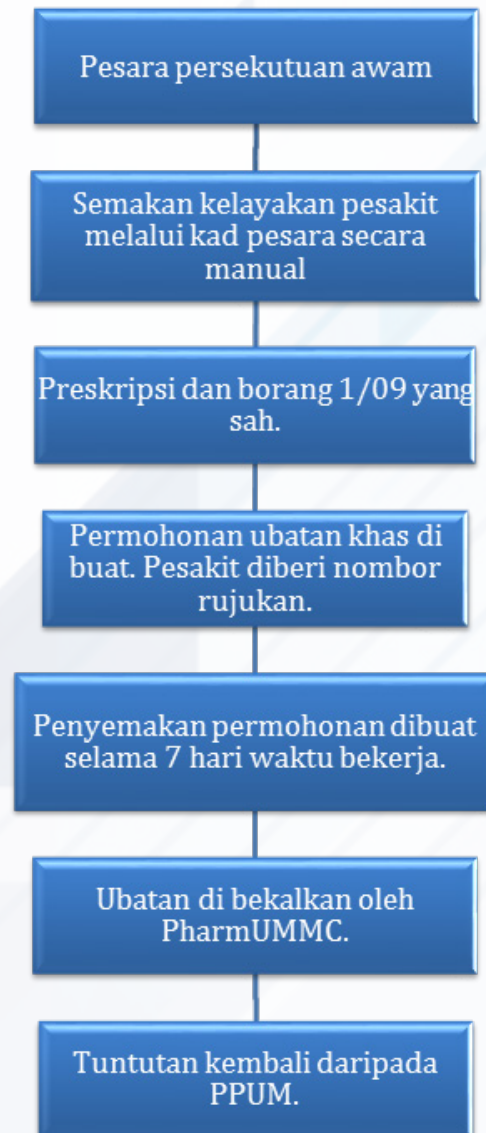 Pesara persekutuan awam
Semakan kelayakan pesakit
melalui kad pesara secara
manual
Preskripsi dan borang 1/09 yang
sah.
Permohonan ubatan khas di
buat. Pesakit diberi nombor
rujukan.
Penyemakan permohonan dibuat
selama 7 hari waktu bekerja.
Ubatan di bekalkan oleh
PharmUMMC.
Tuntutan kembali daripada
PPUM.